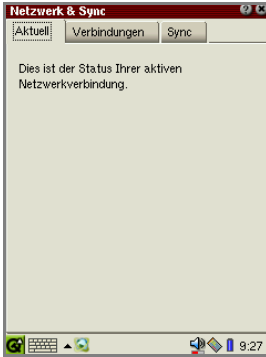 Netzwerk & Sync
Aktuell Verbindungen Sync
Dies ist der Status Ihrer aktiven
Netzwerkverbindung.
9:27